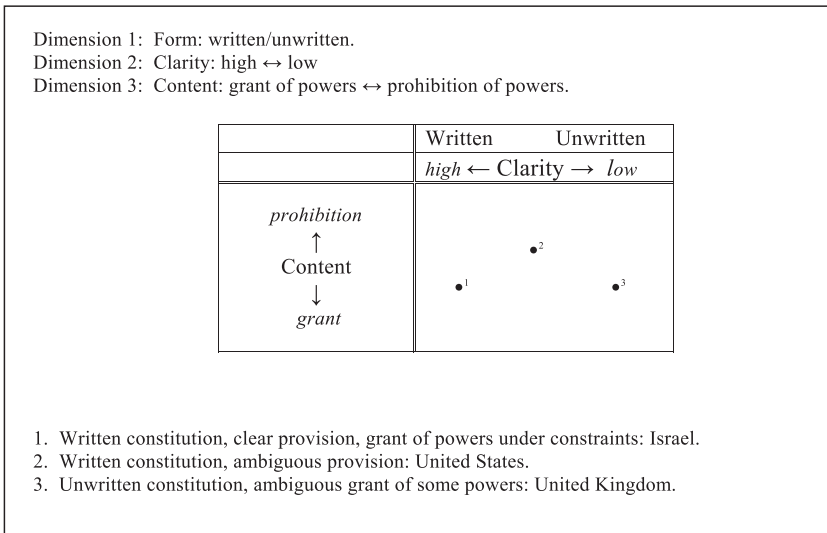 Dimension 1: Form: written/unwritten.
Dimension 2: Clarity: high ↔ low
Dimension 3: Content: grant of powers ↔ prohibition of powers.
Written Unwritten
high ← Clarity → low
prohibition
↑
Content
↓
grant
•2
•1 •3
1. Written constitution, clear provision, grant of powers under constraints: Israel.
2. Written constitution, ambiguous provision: United States.
3. Unwritten constitution, ambiguous grant of some powers: United Kingdom.